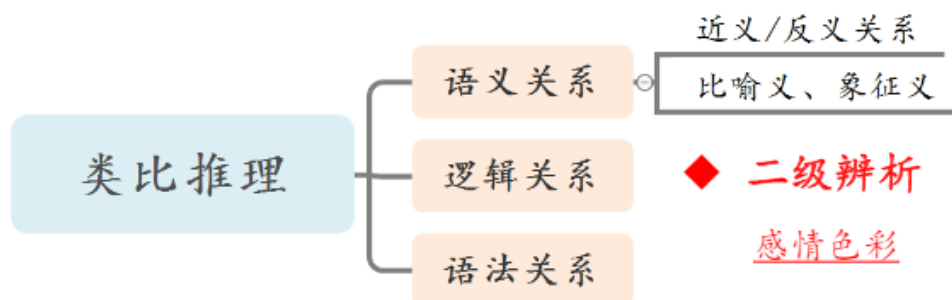 类比推理
语义关系
近义/反义关系
比喻义、象征义
逻辑关系
语法关系
◆ 二级辨析
感情色彩